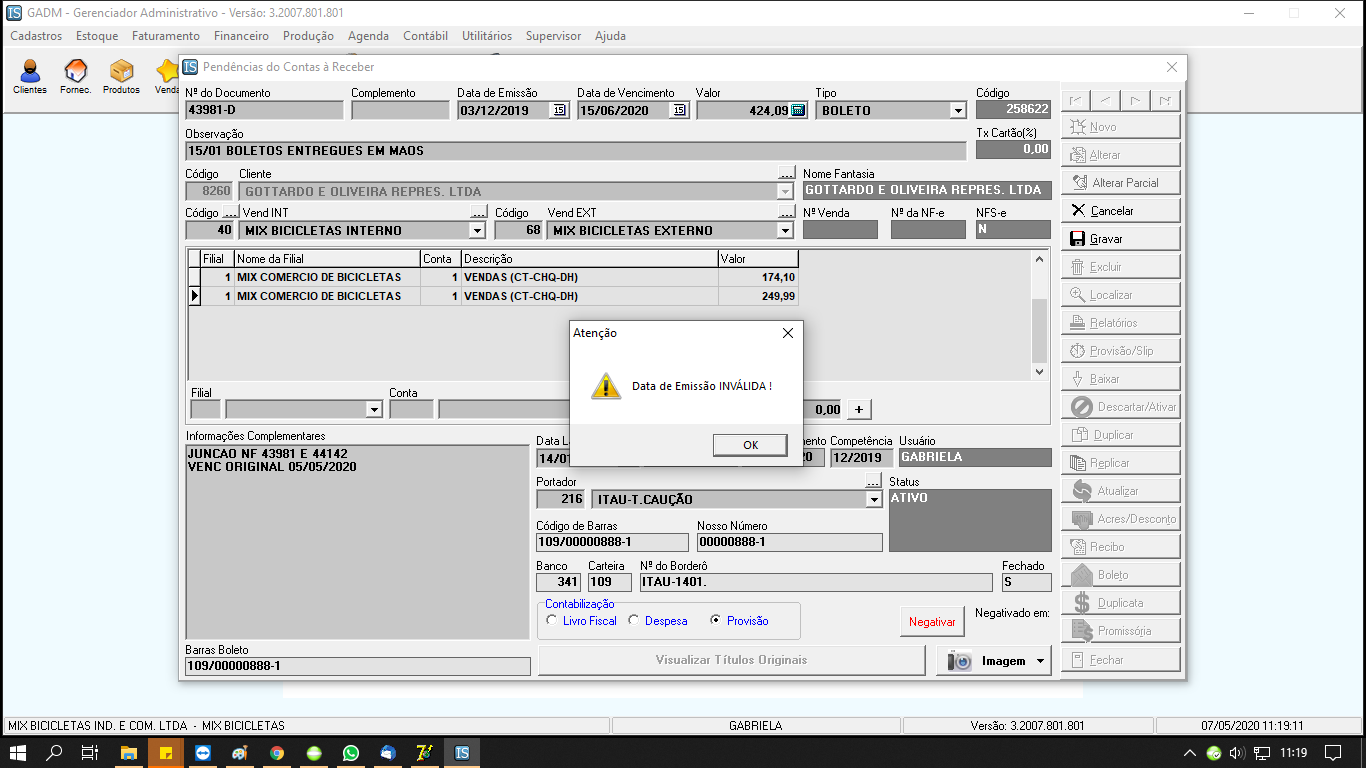 GADM - Gerenciador Administrativo - Versão: 3.2007.801.801
Cadastros Estoque Faturamento Financeiro Produção Agenda Contábil Utilitários Supervisor Ajuda
Clientes Fornec. Produtos Venda
Pendências do Contas à Receber
Nº do Documento Complemento Data de Emissão Data de Vencimento Valor Tipo Código
43981-D 03/12/2019 15 15/06/2020 15 424,09 BOLETO 258622
Observação Tx Cartão(%)
15/01 BOLETOS ENTREGUES EM MAOS 0,00
Código Cliente ... Nome Fantasia
8260 GOTTARDO E OLIVEIRA REPRES. LTDA GOTTARDO E OLIVEIRA REPRES. LTDA
Código ... Vend INT ... Código Vend EXT ... Nº Venda Nº da NF-e NFS-e
40 MIX BICICLETAS INTERNO 68 MIX BICICLETAS EXTERNO N
Filial Nome da Filial Conta Descrição Valor
1 MIX COMERCIO DE BICICLETAS 1 VENDAS (CT-CHQ-DH) 174,10
1 MIX COMERCIO DE BICICLETAS 1 VENDAS (CT-CHQ-DH) 249,99
Atenção
Data de Emissão INVÁLIDA !
OK
Filial Conta
0,00 +
Informações Complementares
JUNCAO NF 43981 E 44142
VENC ORIGINAL 05/05/2020
Competência Usuário
12/2019 GABRIELA
Portador ... Status
216 ITAU-T.CAUÇÃO ATIVO
Código de Barras Nosso Número
109/00000888-1 00000888-1
Banco Carteira Nº do Borderô Fechado
341 109 ITAU-1401. S
Contabilização
Livro Fiscal Despesa Provisão
Negativar Negativado em:
Barras Boleto
109/00000888-1
Visualizar Títulos Originais Imagem
Novo
Alterar
Alterar Parcial
Cancelar
Gravar
Excluir
Localizar
Relatórios
Provisão/Slip
Baixar
Descartar/Ativar
Duplicar
Replicar
Atualizar
Acres/Desconto
Recibo
Boleto
Duplicata
Promissória
Fechar
MIX BICICLETAS IND. E COM. LTDA - MIX BICICLETAS GABRIELA Versão: 3.2007.801.801 07/05/2020 11:19:11
IS 11:19